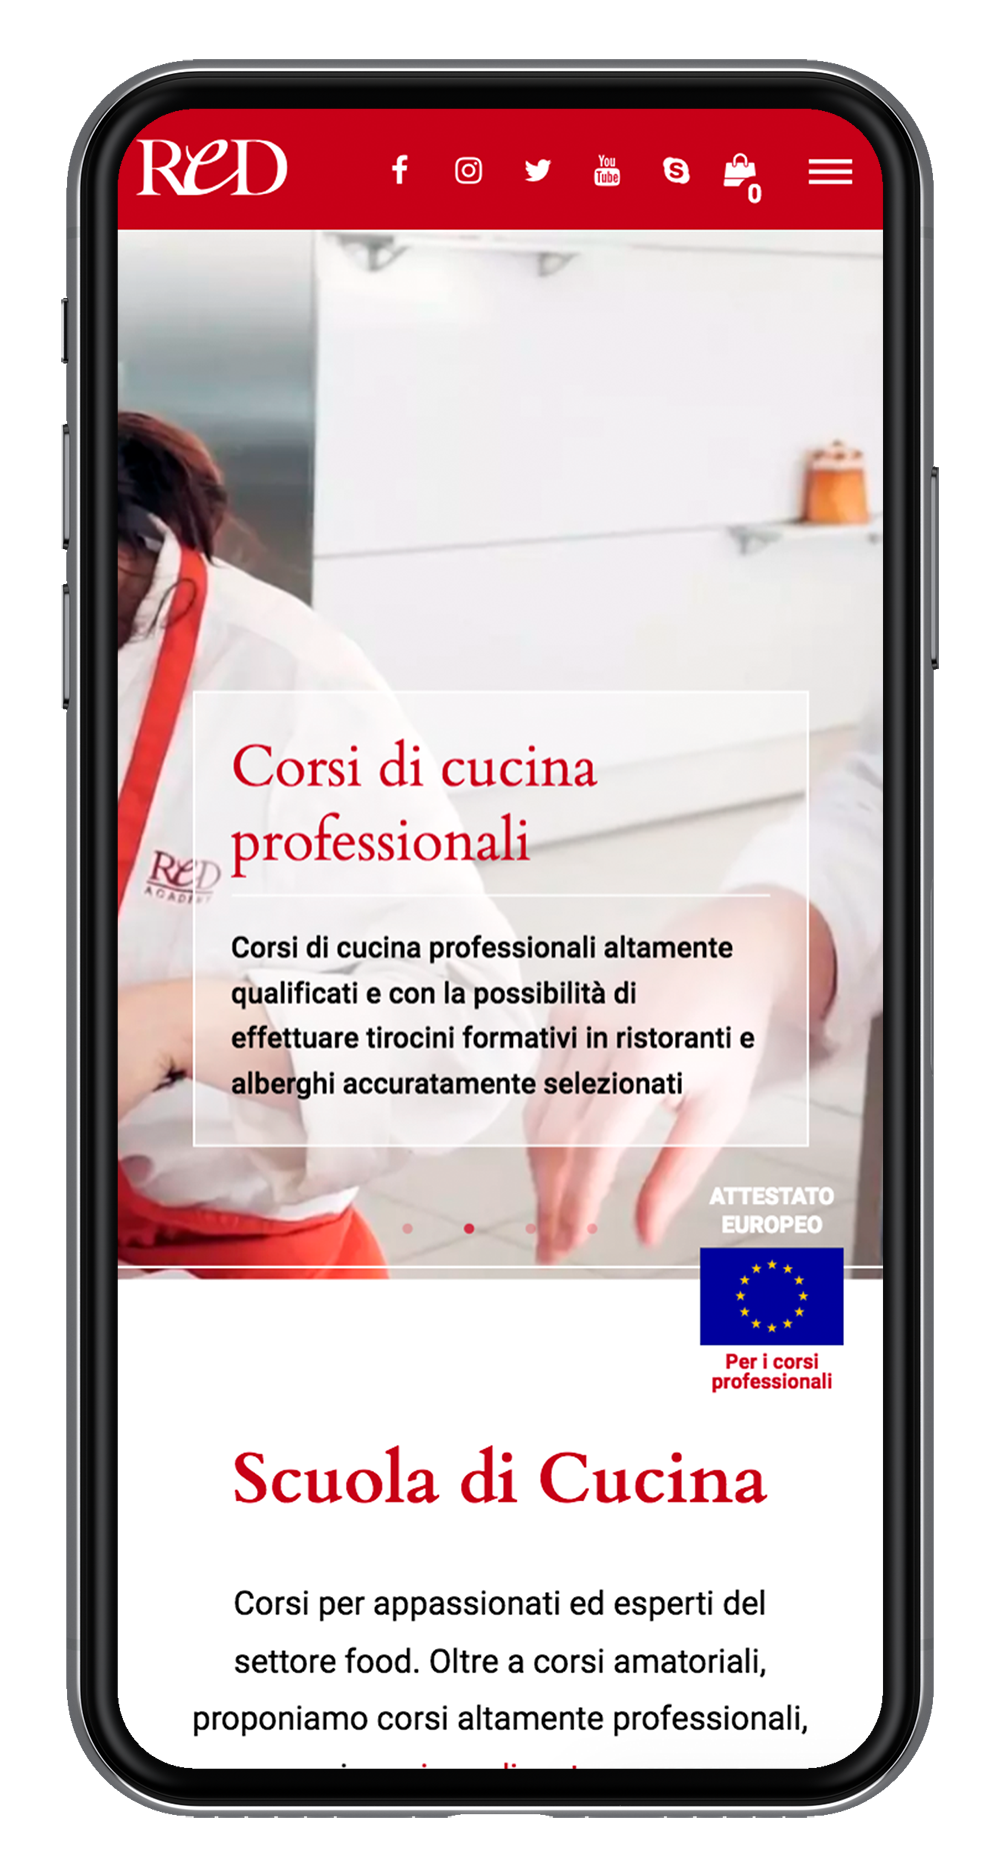 ReD
You
Tube
0
Corsi di cucina
professionali
ReD
ACADEMY
Corsi di cucina professionali altamente
qualificati e con la possibilità di
effettuare tirocini formativi in ristoranti e
alberghi accuratamente selezionati
ATTESTATO
EUROPEO
Per i corsi
professionali
Scuola di Cucina
Corsi per appassionati ed esperti del
settore food. Oltre a corsi amatoriali,
proponiamo corsi altamente professionali,